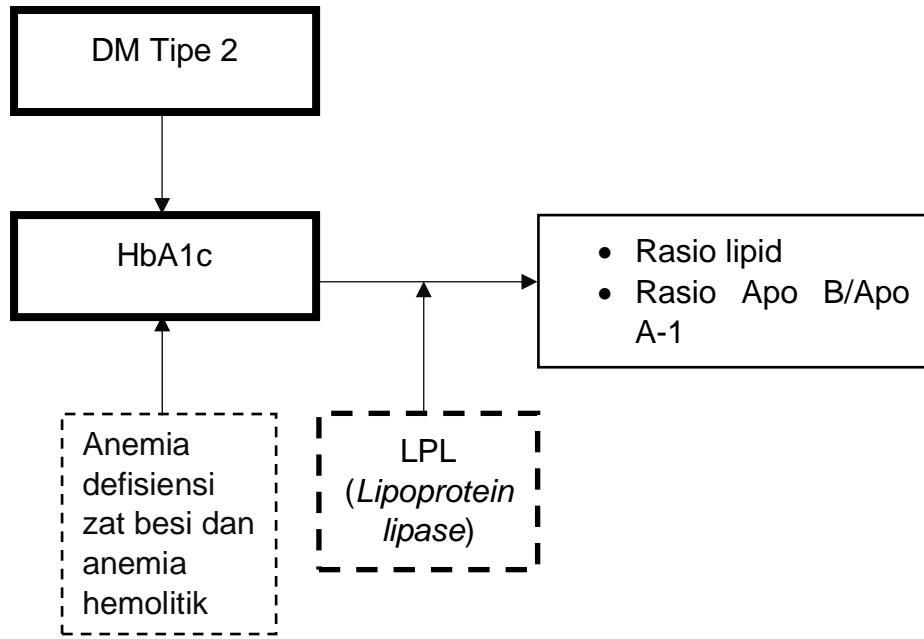 DM Tipe 2
HbA1c
• Rasio lipid
• Rasio Apo B/Apo
A-1
Anemia
defisiensi
zat besi dan
anemia
hemolitik
LPL
(Lipoprotein
lipase)